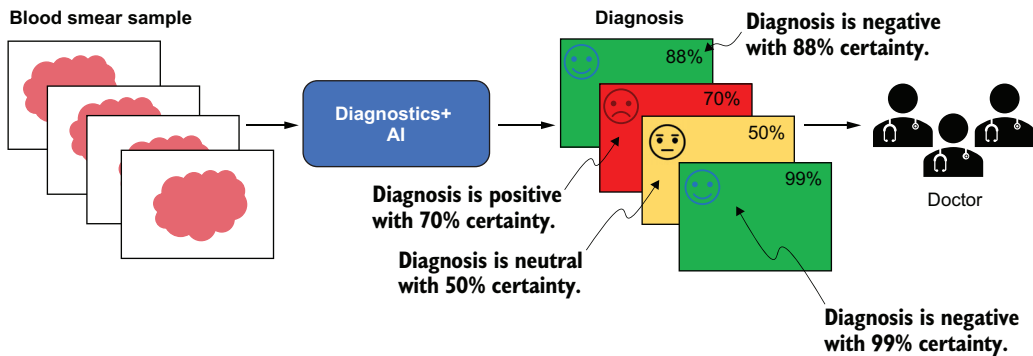 Blood smear sample
Diagnosis
Diagnosis is negative
with 88% certainty.
88%
70%
Diagnostics+
AI
50%
99%
Diagnosis is positive
with 70% certainty.
Doctor
Diagnosis is neutral
with 50% certainty.
Diagnosis is negative
with 99% certainty.